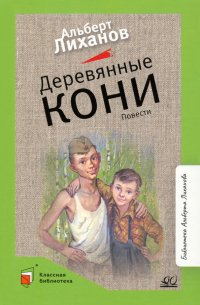 Альберт
Лиханов
Деревянные
КОНИ
Повести
Библиотека Альберта Лиханова
Классная
библиотека